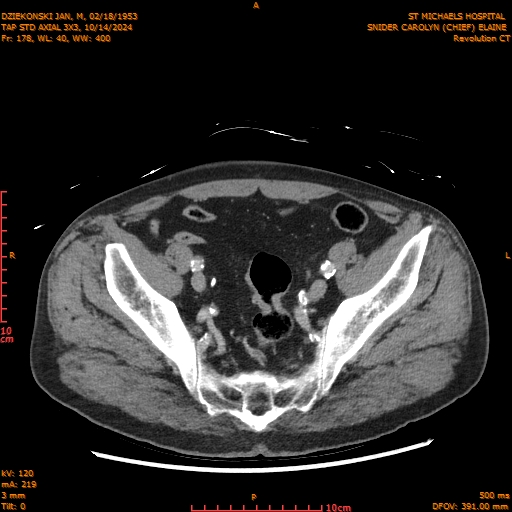 A
DZIEKONSKI JAN, M, 02/18/1953
TAP STD AXIAL 3X3, 10/14/2024
Fr: 178, WL: 40, WW: 400
ST MICHAELS HOSPITAL
SNIDER CAROLYN (CHIEF) ELAINE
Revolution CT
R
L
10
cm
kV: 120
mA: 219
3 mm
Tilt: 0
P
10cm
500 ms
DFOV: 391.00 mm